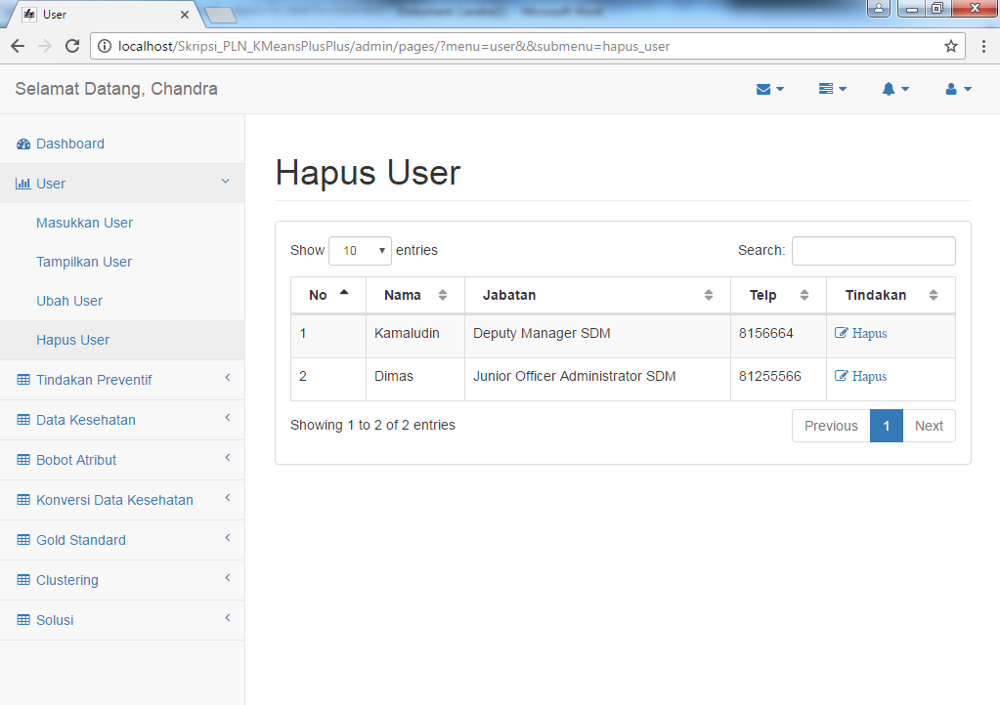 User
localhost/Skripsi_PLN_KMeansPlusPlus/admin/pages/?menu=user&&submenu=hapus_user
Selamat Datang, Chandra
Dashboard
User
Masukkan User
Tampilkan User
Ubah User
Hapus User
Tindakan Preventif
Data Kesehatan
Bobot Atribut
Konversi Data Kesehatan
Gold Standard
Clustering
Solusi
Hapus User
Show 10 entries Search:
No Nama Jabatan Telp Tindakan
1 Kamaludin Deputy Manager SDM 8156664 Hapus
2 Dimas Junior Officer Administrator SDM 81255566 Hapus
Showing 1 to 2 of 2 entries Previous 1 Next